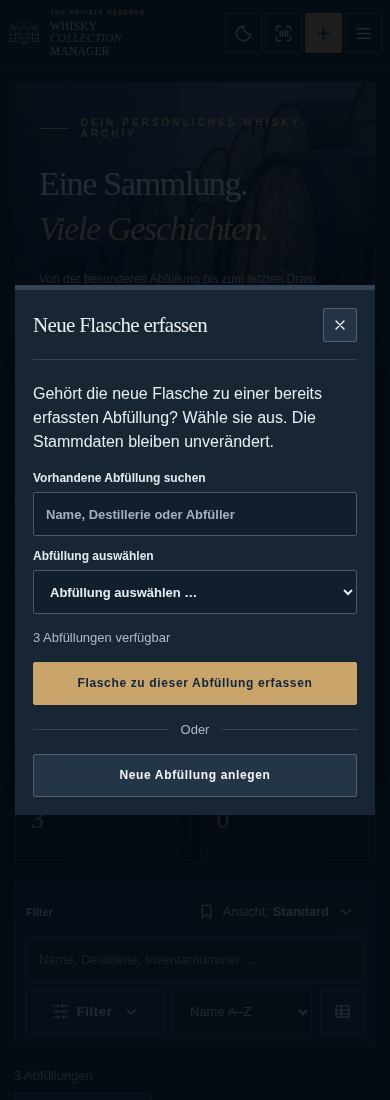 THE PRIVATE RESERVE
WHISKY
COLLECTION
MANAGER
DEIN PERSÖNLICHES WHISKY-
ARCHIV
Eine Sammlung.
Viele Geschichten.
Von der besonderen Abfüllung bis zum letzten Dram.
Neue Flasche erfassen
Gehört die neue Flasche zu einer bereits
erfassten Abfüllung? Wähle sie aus. Die
Stammdaten bleiben unverändert.
Vorhandene Abfüllung suchen
Name, Destillerie oder Abfüller
Abfüllung auswählen
Abfüllung auswählen …
3 Abfüllungen verfügbar
Flasche zu dieser Abfüllung erfassen
Oder
Neue Abfüllung anlegen
3 0
Filter Ansicht: Standard
Name, Destillerie, Inventarnummer …
Filter Name A–Z
3 Abfüllungen